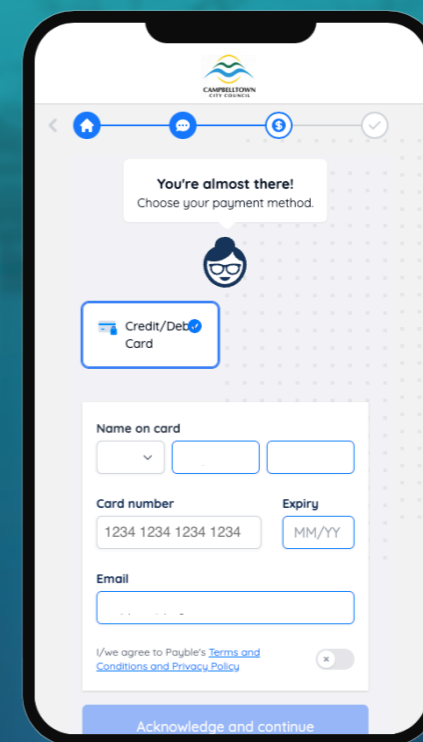 CAMPBELLTOWN
CITY COUNCIL
You're almost there!
Choose your payment method.
Credit/Deb
Card
Name on card
Card number
Expiry
1234 1234 1234 1234
MM/YY
Email
I/we agree to Payble's Terms and
Conditions and Privacy Policy
Acknowledge and continue